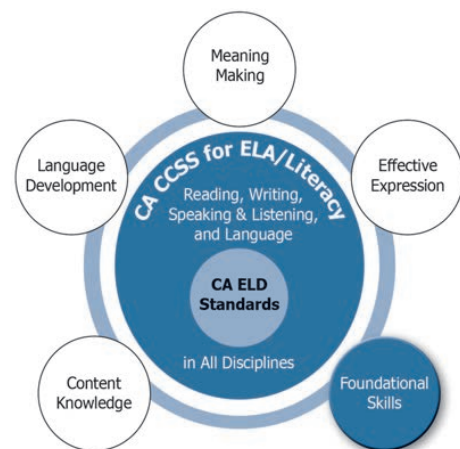 Meaning
Making
Language
Development
Effective
Expression
CA CCSS for ELA/Literacy
Reading, Writing,
Speaking & Listening,
and Language
CA ELD
Standards
in All Disciplines
Content
Knowledge
Foundational
Skills